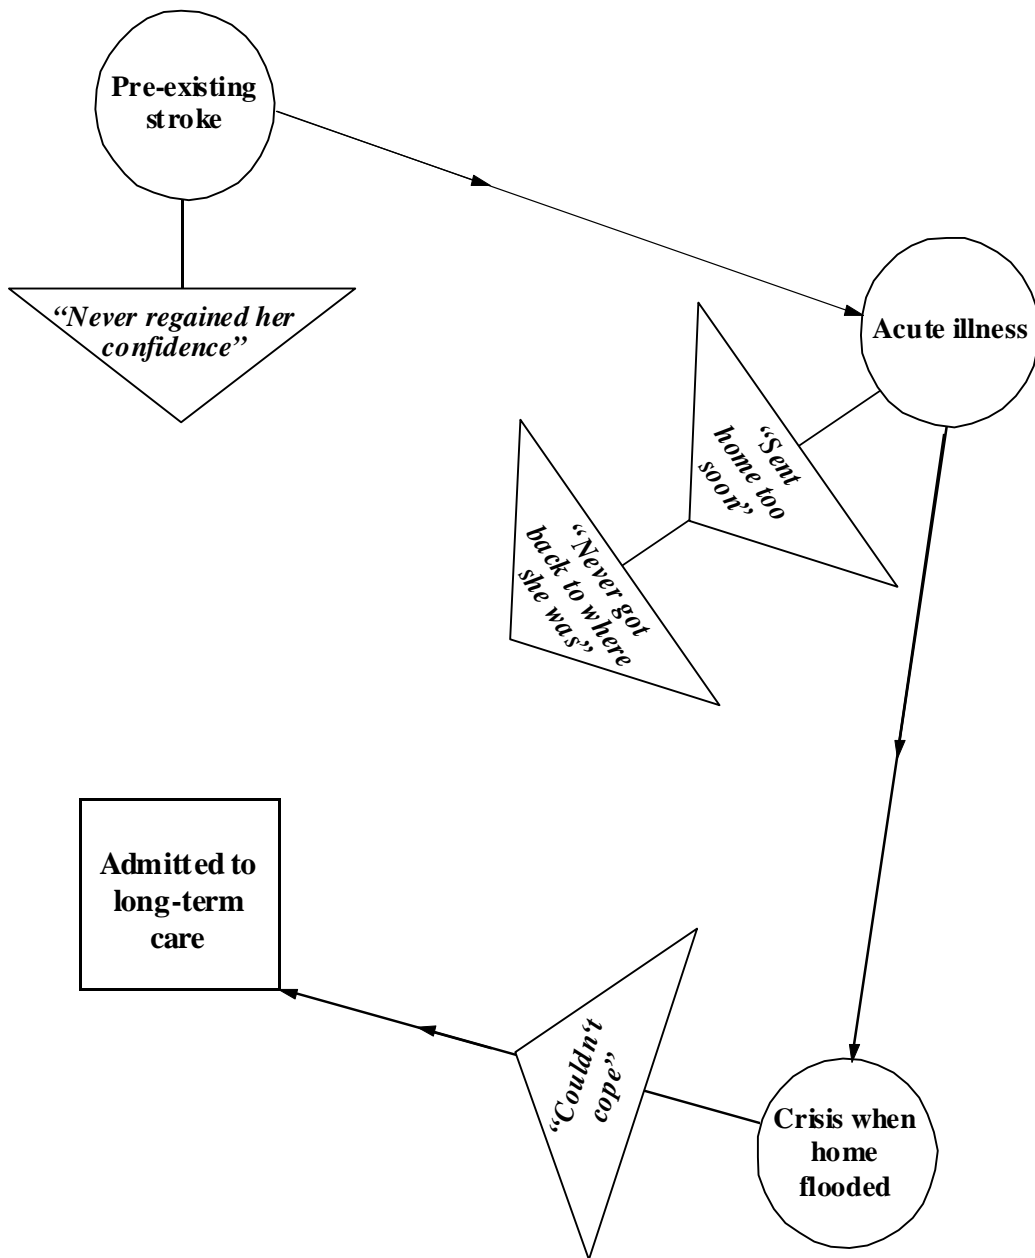 Pre-existing
stroke
“Never regained her
confidence”
Acute illness
“Sent
home too
soon”
“Never got
back to where
she was”
Admitted to
long-term
care
“Couldn‘t
cope”
Crisis when
home
flooded